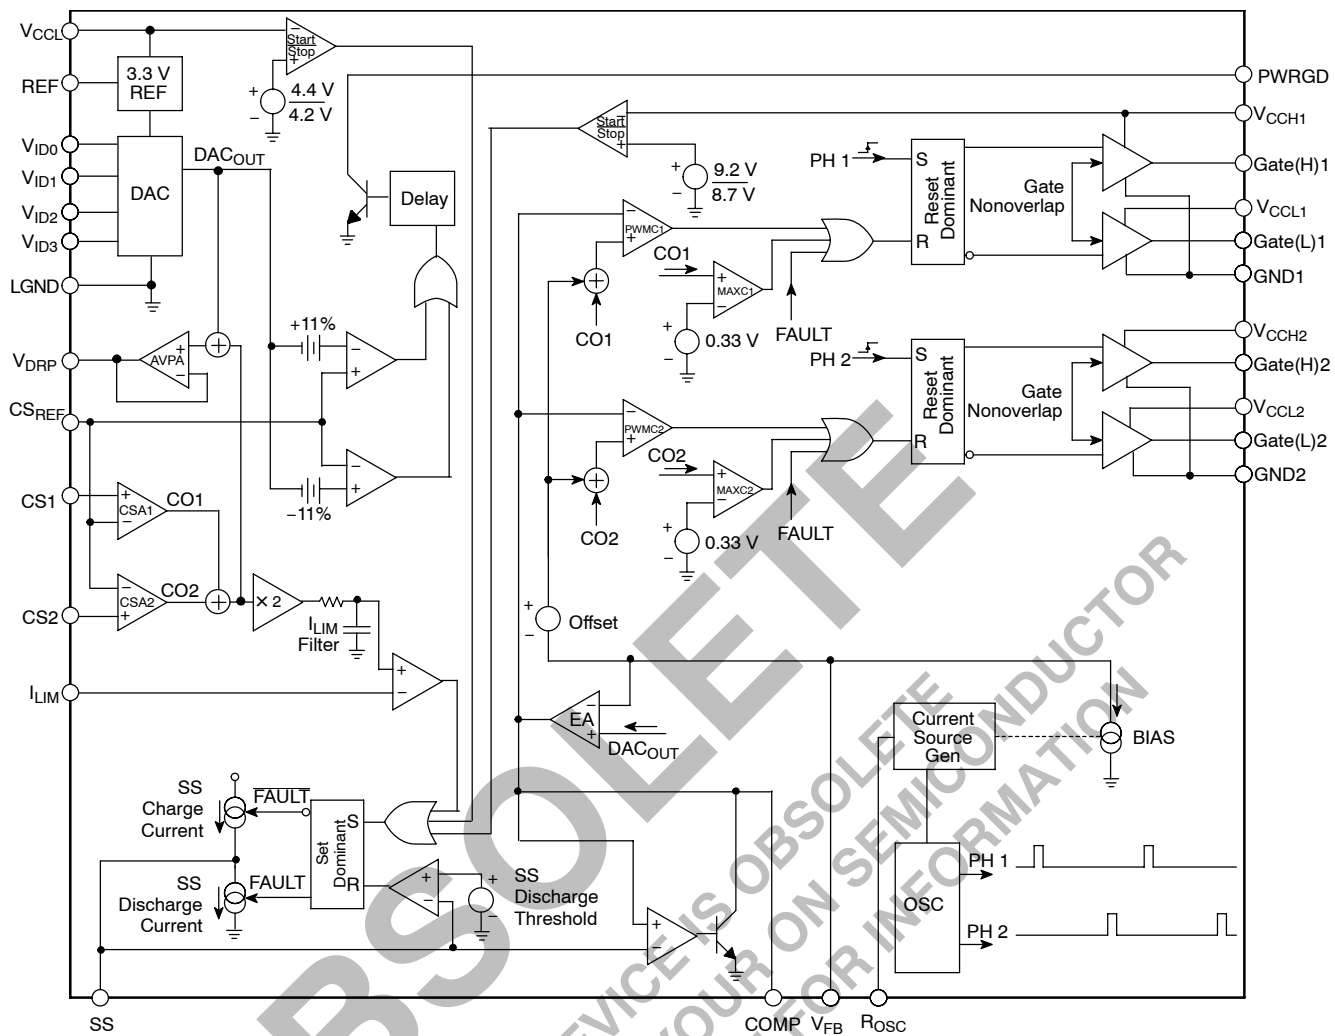 VCCL
Start
Stop
REF
3.3 V
REF
+
−
4.4 V
4.2 V
PWRGD
VCCH1
Start
Stop
+
−
9.2 V
8.7 V
PH 1
S
R
Reset
Dominant
Gate
Nonoverlap
Gate(H)1
VCCL1
Gate(L)1
GND1
VID0
VID1
VID2
VID3
DAC
DACOUT
Delay
LGND
PWMC1
CO1
CO1
MAXC1
+
−
0.33 V
FAULT
+11%
VDRP
AVPA
CSREF
−11%
PH 2
S
R
Reset
Dominant
Gate
Nonoverlap
VCCH2
Gate(H)2
VCCL2
Gate(L)2
GND2
PWMC2
CO2
CO2
MAXC2
+
−
0.33 V
FAULT
CS1
CSA1
CO1
CS2
CSA2
CO2
× 2
ILIM
Filter
+
−
Offset
ILIM
EA
DACOUT
Current
Source
Gen
BIAS
SS
Charge
Current
FAULT
SS
Discharge
Current
FAULT
Set
Dominant
S
R
+
−
SS
Discharge
Threshold
OSC
PH 1
PH 2
SS
COMP
VFB
ROSC
OBSOLETE
DEVICE IS OBSOLETE
YOUR ON SEMICONDUCTOR
FOR INFORMATION